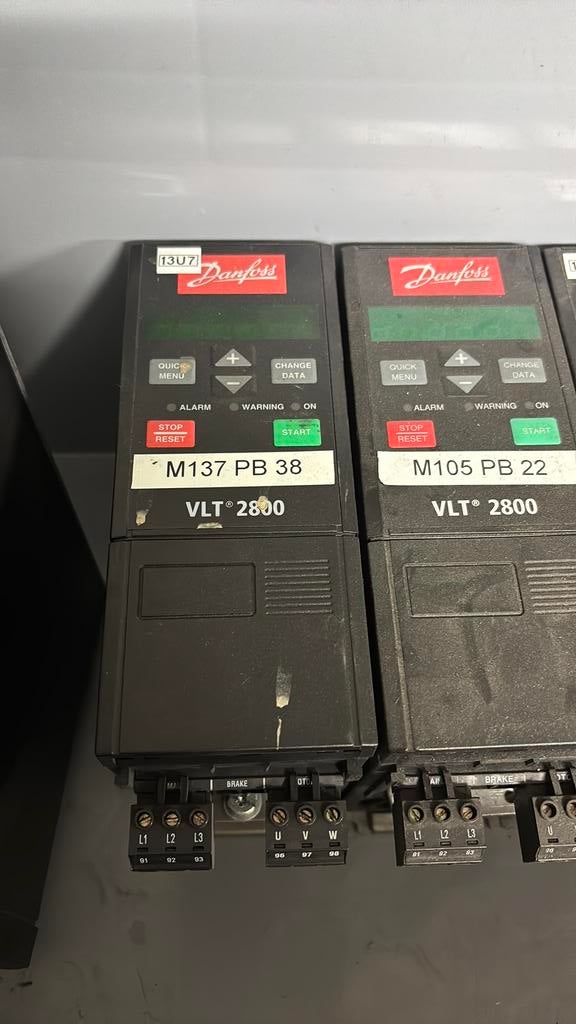 13U7
Danfoss
QUICK MENU
+
-
CHANGE DATA
ALARM
WARNING
ON
STOP
RESET
START
M137 PB 38
VLT® 2800
BRAKE
L1 L2 L3
91 92 93
U V W
96 97 98
Danfoss
QUICK MENU
+
-
CHANGE DATA
ALARM
WARNING
ON
STOP
RESET
START
M105 PB 22
VLT® 2800
BRAKE
L1 L2 L3
91 92 93
U